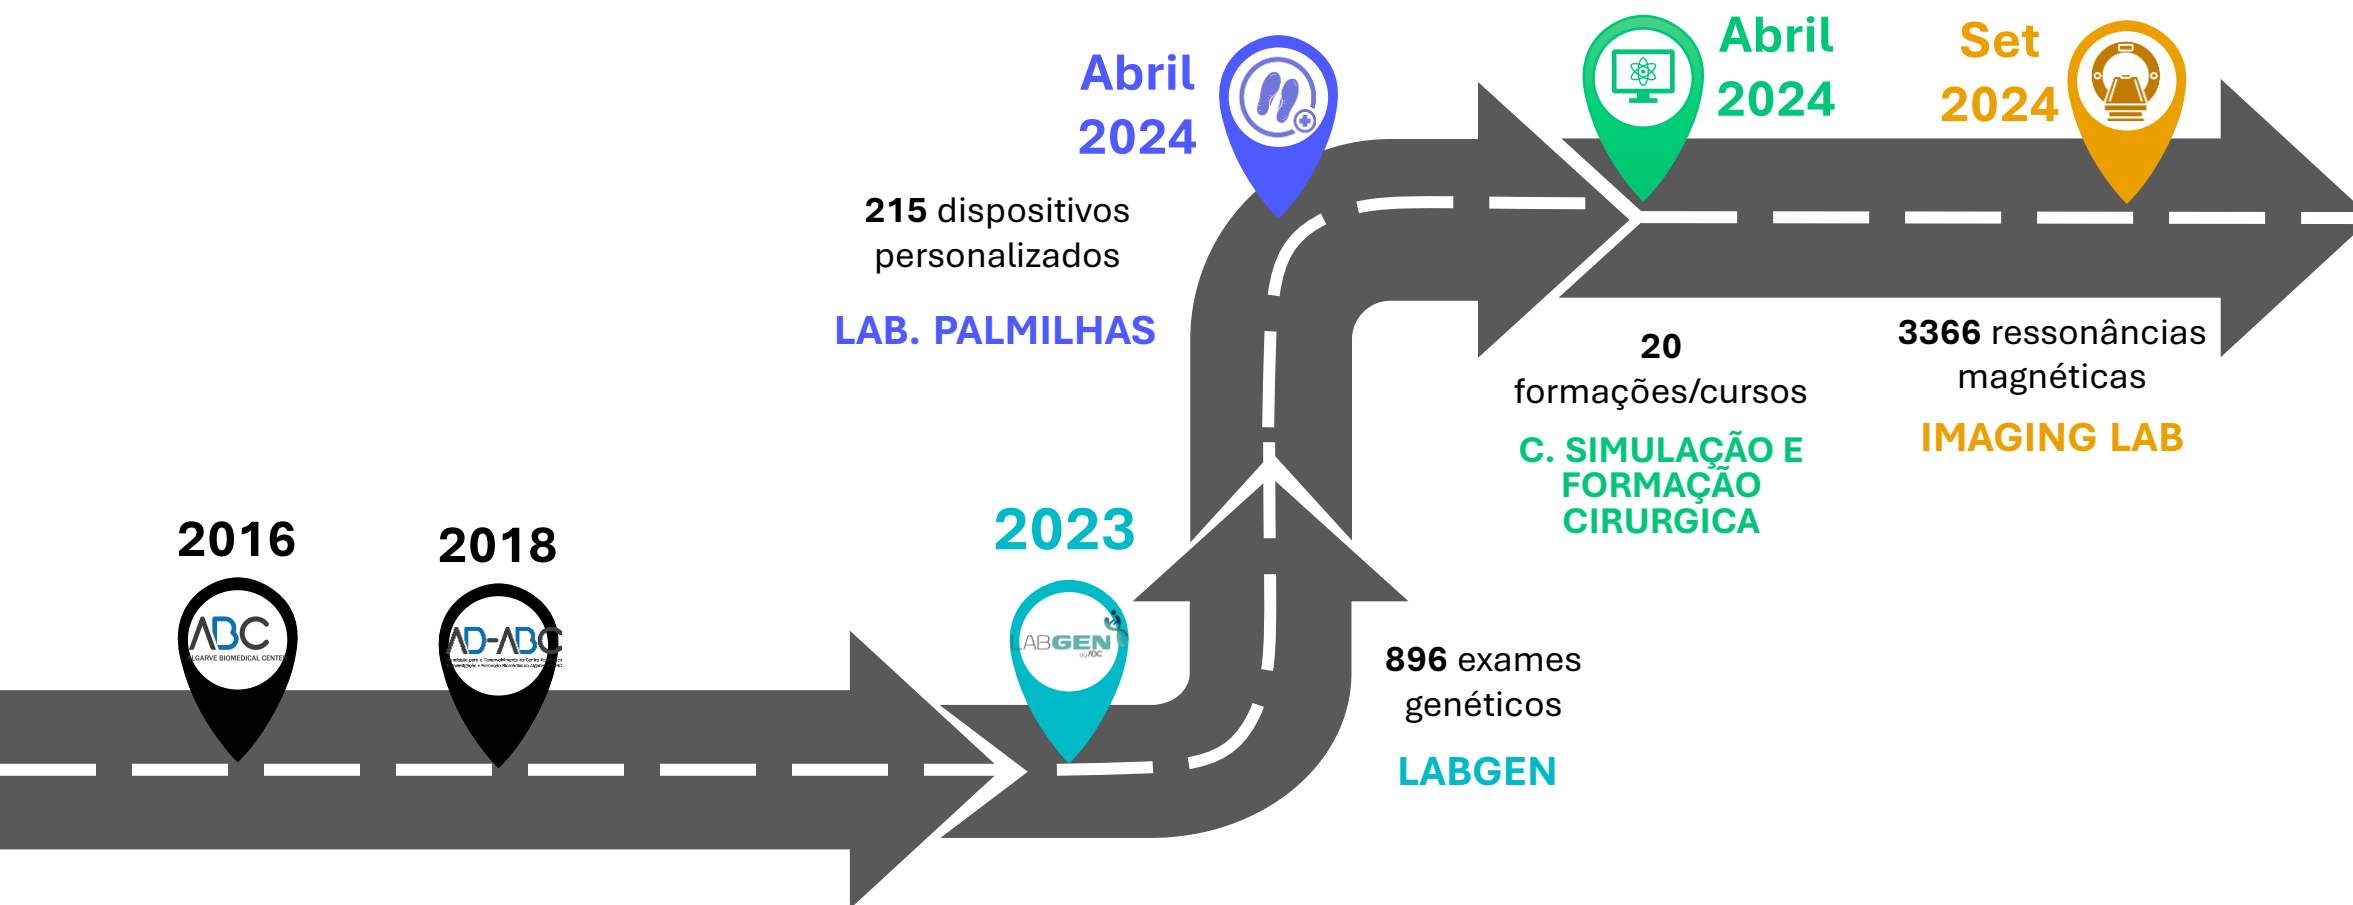 2016
ABC
ALGARVE BIOMEDICAL CENTER
2018
AD-ABC
2023
LABGEN
by ABC
896 exames
genéticos
LABGEN
Abril
2024
215 dispositivos
personalizados
LAB. PALMILHAS
Abril
2024
20
formações/cursos
C. SIMULAÇÃO E
FORMAÇÃO
CIRURGICA
Set
2024
3366 ressonâncias
magnéticas
IMAGING LAB